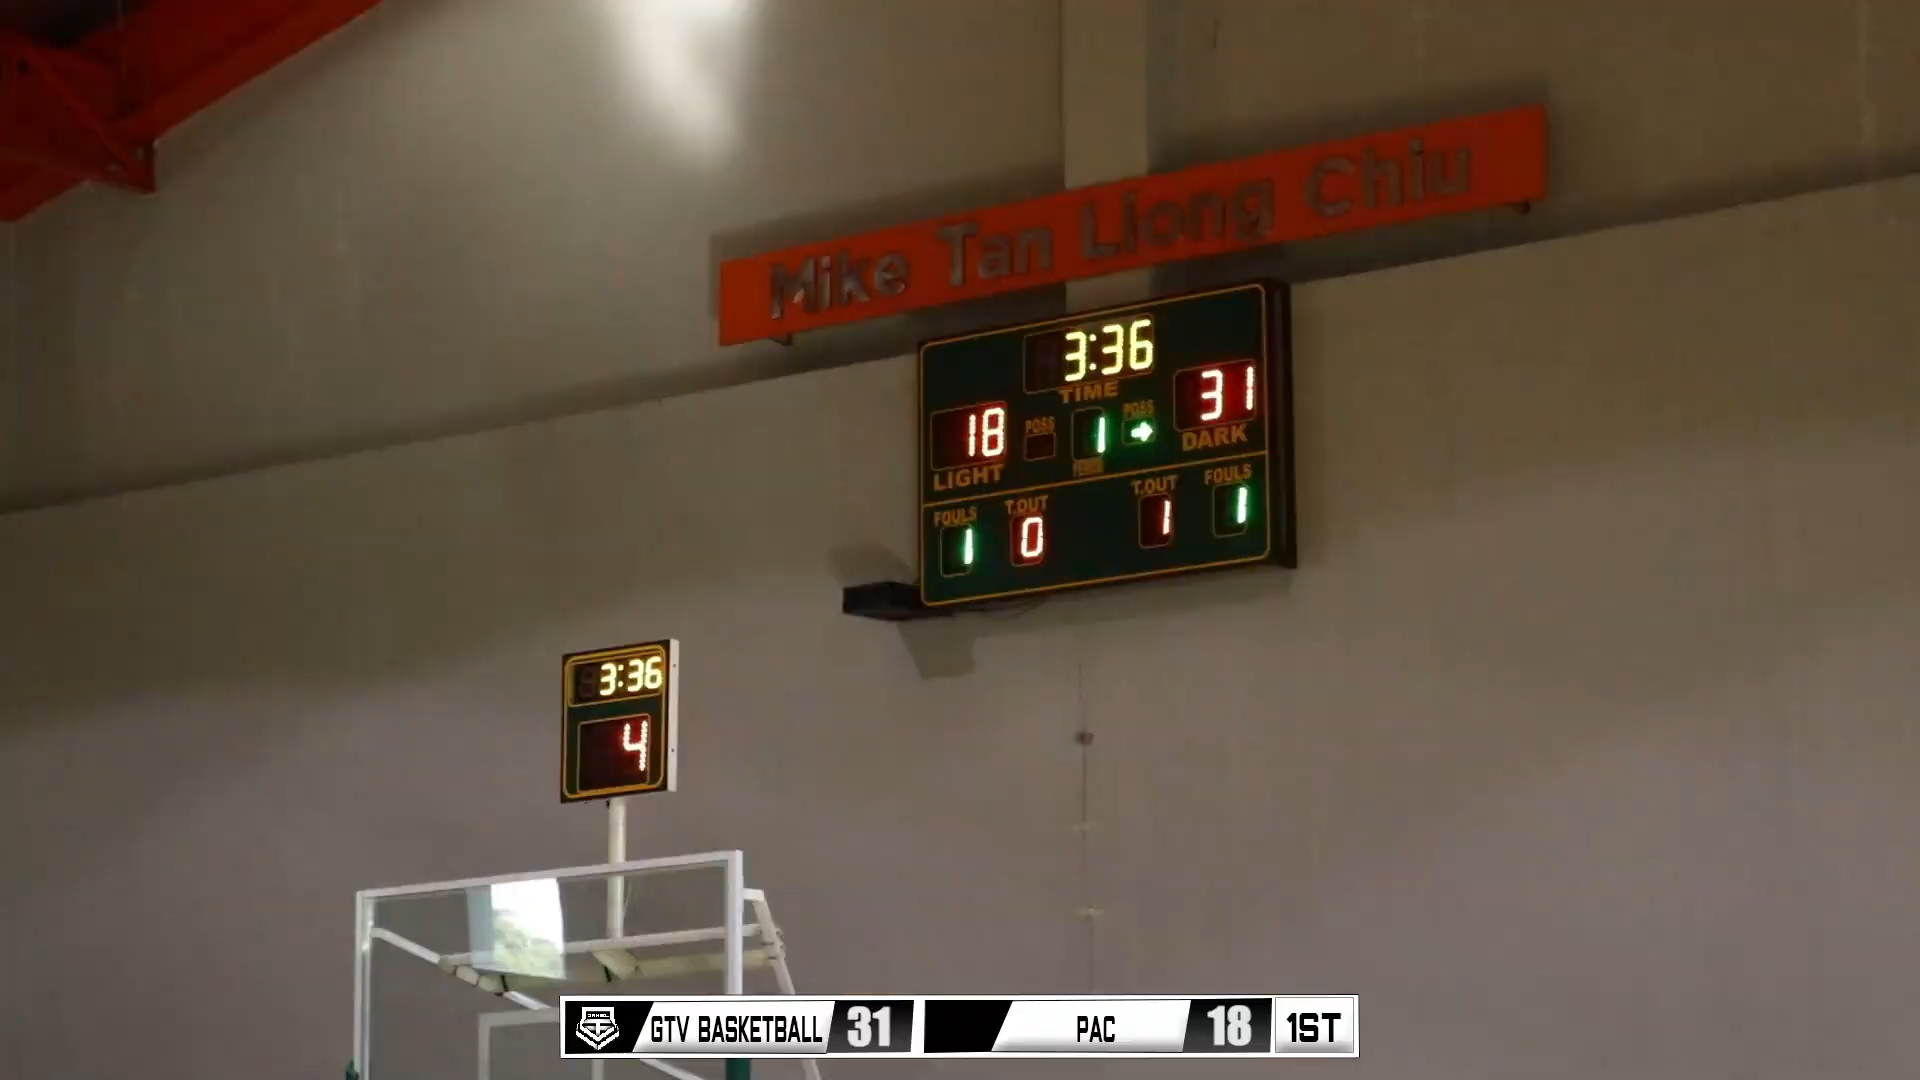 Mike Tan Liong Chiu
3:36
TIME
18
POSS
1
POSS
31
LIGHT
PERIOD
DARK
FOULS
T.OUT
T.OUT
FOULS
1
0
1
1
3:36
4
GTV BASKETBALL 31 PAC 18 1ST